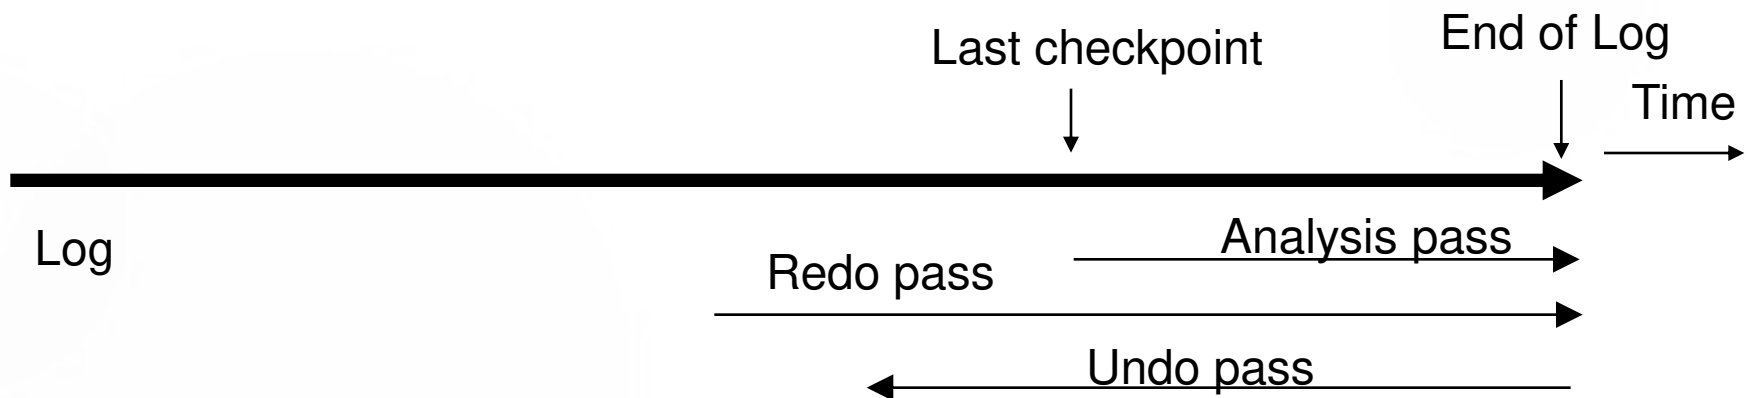 Last checkpoint
End of Log
Time
Log
Analysis pass
Redo pass
Undo pass